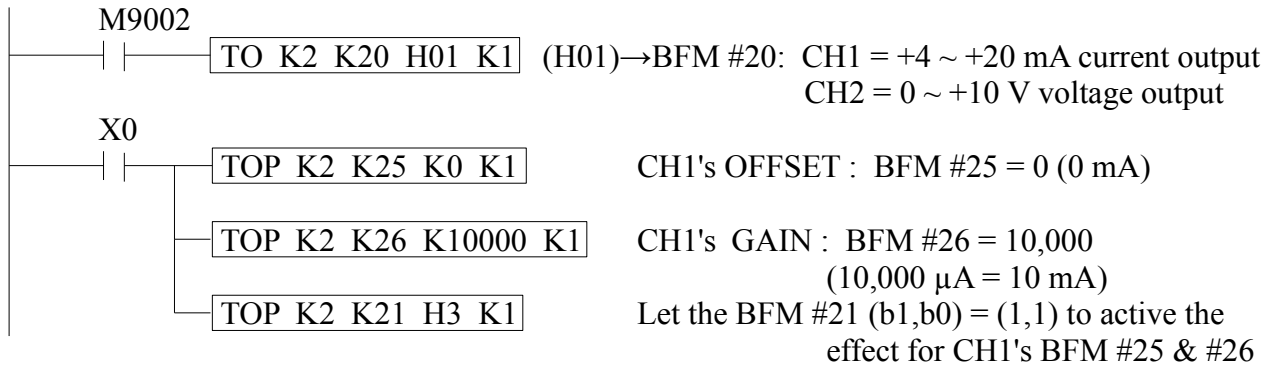 M9002
TO K2 K20 H01 K1 (H01)→BFM #20: CH1 = +4 ~ +20 mA current output
CH2 = 0 ~ +10 V voltage output
X0
TOP K2 K25 K0 K1 CH1's OFFSET : BFM #25 = 0 (0 mA)
TOP K2 K26 K10000 K1 CH1's GAIN : BFM #26 = 10,000
(10,000 µA = 10 mA)
TOP K2 K21 H3 K1 Let the BFM #21 (b1,b0) = (1,1) to active the
effect for CH1's BFM #25 & #26